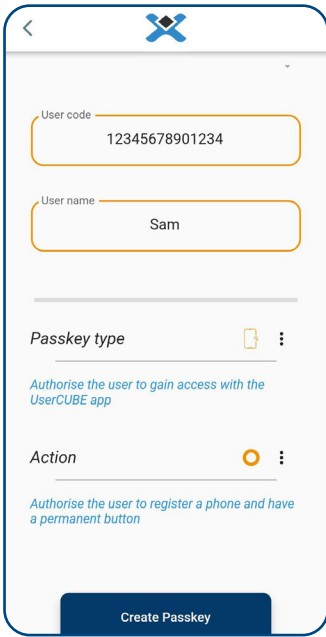 User code
12345678901234
User name
Sam
Passkey type
Authorise the user to gain access with the
UserCUBE app
Action
Authorise the user to register a phone and have
a permanent button
Create Passkey